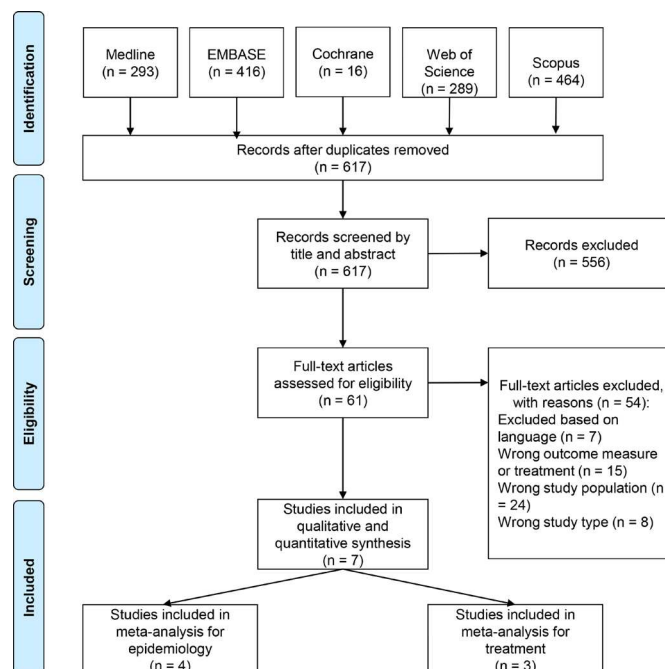 Identification
Medline
(n = 293)
EMBASE
(n = 416)
Cochrane
(n = 16)
Web of
Science
(n = 289)
Scopus
(n = 464)
Records after duplicates removed
(n = 617)
Screening
Records screened by
title and abstract
(n = 617)
Records excluded
(n = 556)
Eligibility
Full-text articles
assessed for eligibility
(n = 61)
Full-text articles excluded,
with reasons (n = 54):
Excluded based on
language (n = 7)
Wrong outcome measure
or treatment (n = 15)
Wrong study population (n
= 24)
Wrong study type (n = 8)
Included
Studies included in
qualitative and
quantitative synthesis
(n = 7)
Studies included in
meta-analysis for
epidemiology
(n = 4)
Studies included in
meta-analysis for
treatment
(n = 3)